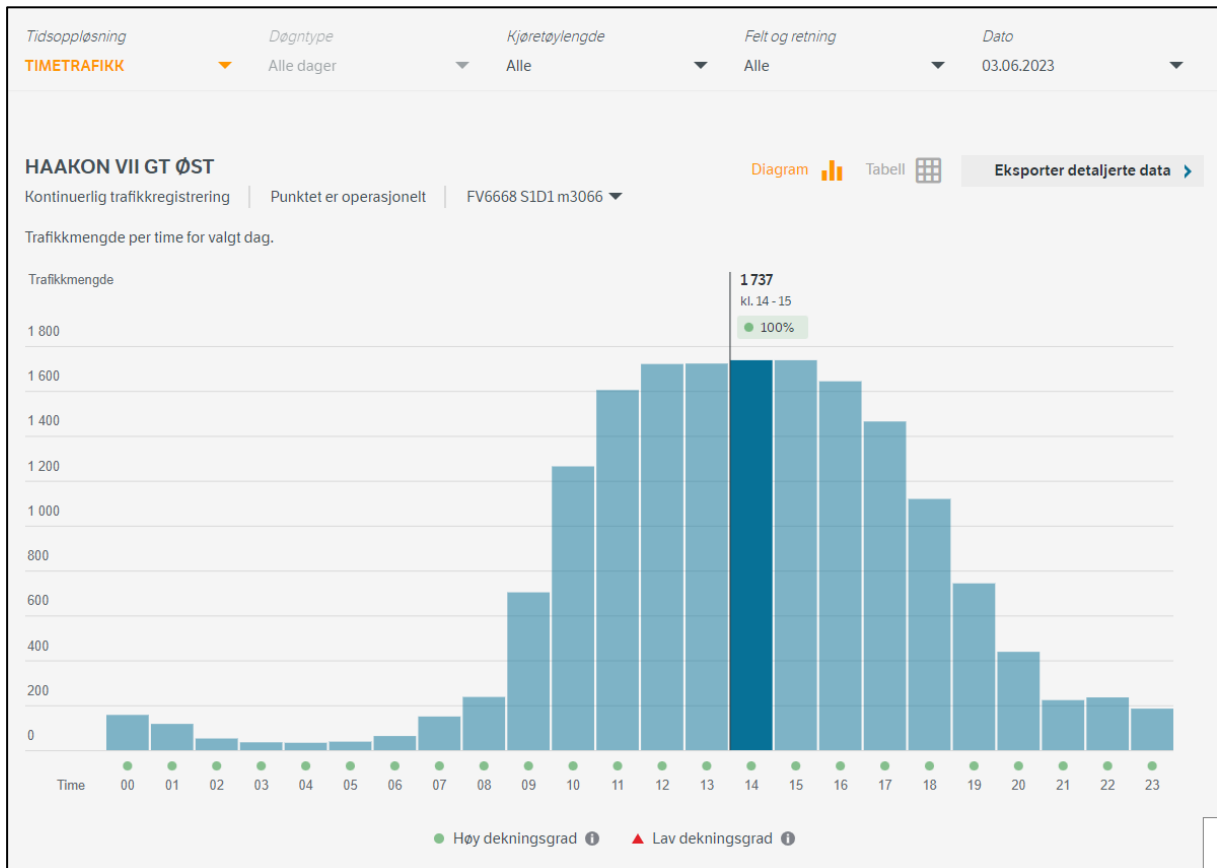 Tidsoppløsning Døgntype Kjøretøylengde Felt og retning Dato
TIMETRAFIKK Alle dager Alle Alle 03.06.2023
HAAKON VII GT ØST
Diagram Tabell Eksporter detaljerte data
Kontinuerlig trafikkregistrering Punktet er operasjonelt FV6668 S1D1 m3066
Trafikkmengde per time for valgt dag.
Trafikkmengde
1 737
kl. 14 - 15
100%
1 800
1 600
1 400
1 200
1 000
800
600
400
200
0
Time 00 01 02 03 04 05 06 07 08 09 10 11 12 13 14 15 16 17 18 19 20 21 22 23
Høy dekningsgrad Lav dekningsgrad